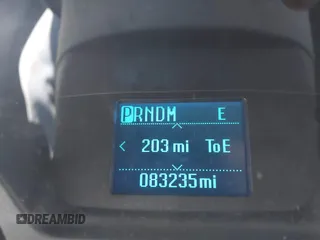 PRNDM E
< 203 mi ToE
083235mi
DREAMBID